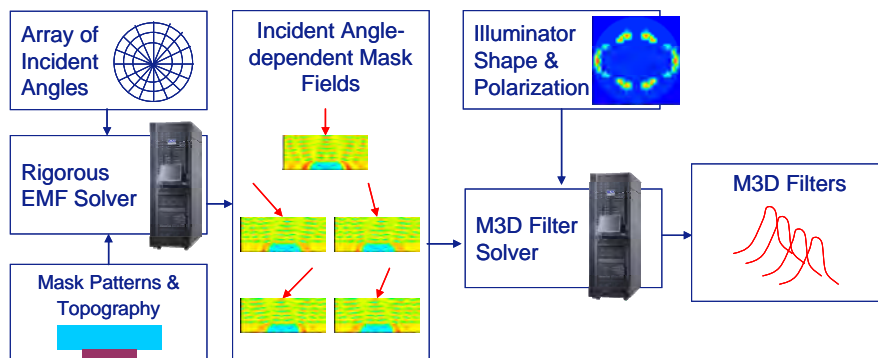 Array of
Incident
Angles
Rigorous
EMF Solver
Mask Patterns &
Topography
Incident Angle-
dependent Mask
Fields
Illuminator
Shape &
Polarization
M3D Filter
Solver
M3D Filters